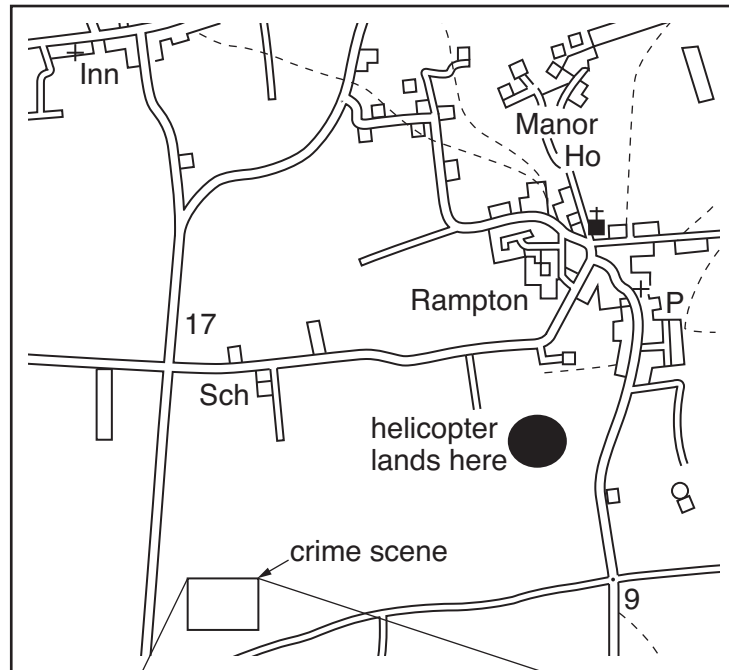 Inn
Manor
Ho
Rampton
P
17
Sch
helicopter
lands here
crime scene
9